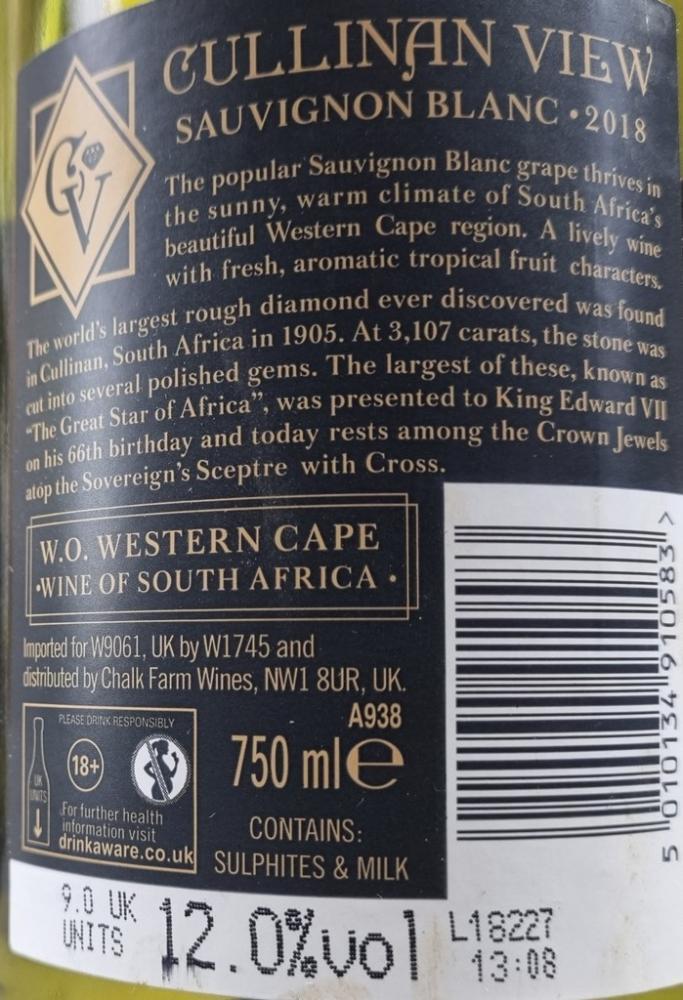 CULLINAN VIEW
SAUVIGNON BLANC • 2018
CV
The popular Sauvignon Blanc grape thrives in
the sunny, warm climate of South Africa's
beautiful Western Cape region. A lively wine
with fresh, aromatic tropical fruit characters.
The world's largest rough diamond ever discovered was found
in Cullinan, South Africa in 1905. At 3,107 carats, the stone was
cut into several polished gems. The largest of these, known as
"The Great Star of Africa", was presented to King Edward VII
on his 66th birthday and today rests among the Crown Jewels
atop the Sovereign's Sceptre with Cross.
W.O. WESTERN CAPE
•WINE OF SOUTH AFRICA •
Imported for W9061, UK by W1745 and
distributed by Chalk Farm Wines, NW1 8UR, UK.
A938
PLEASE DRINK RESPONSIBLY
UK
UNITS
18+
For further health
information visit
drinkaware.co.uk
750 ml e
CONTAINS:
SULPHITES & MILK
5 010134 910583 >
9.0 UK
UNITS
12.0%vol
L18227
13:08